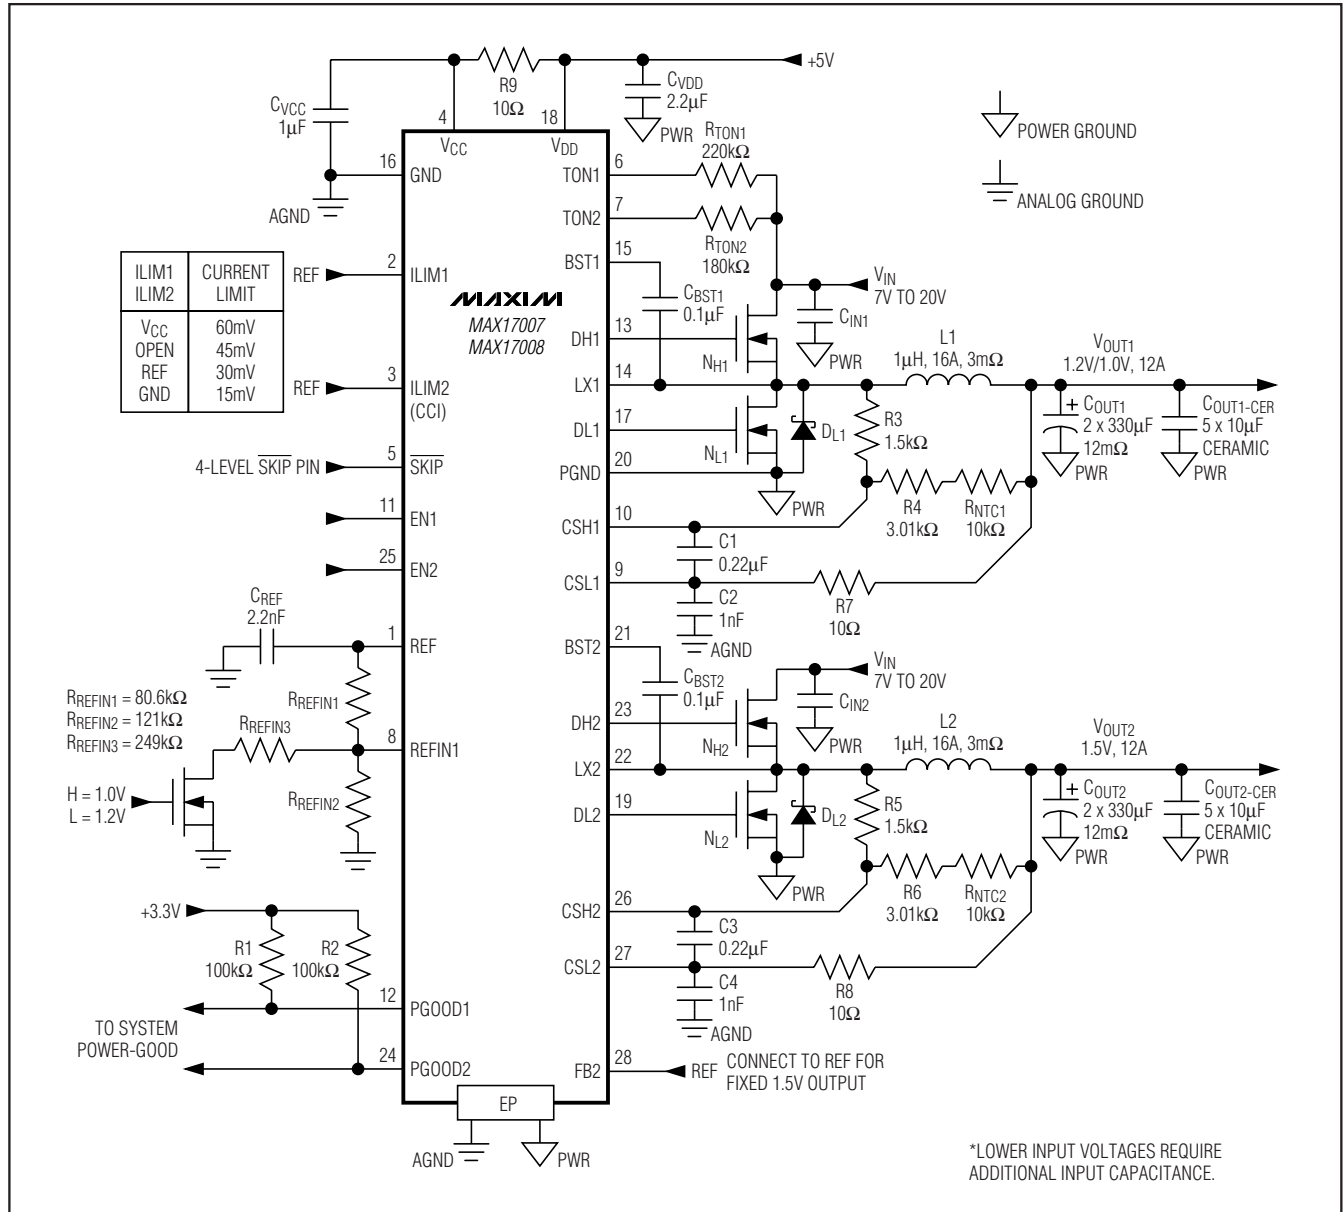 +5V
R9
10Ω
CVDD
2.2µF
PWR
CVCC
1µF
4
18
VCC
VDD
POWER GROUND
ANALOG GROUND
AGND
16
GND
TON1
6
RTON1
220kΩ
TON2
7
RTON2
180kΩ
BST1
15
ILIM1
ILIM2
CURRENT
LIMIT
VCC
60mV
OPEN
45mV
REF
30mV
GND
15mV
REF
2
ILIM1
MAXIM
MAX17007
MAX17008
CBST1
0.1µF
VIN
7V TO 20V
CIN1
PWR
DH1
13
NH1
L1
1µH, 16A, 3mΩ
VOUT1
1.2V/1.0V, 12A
REF
3
ILIM2
(CCI)
LX1
14
DL1
17
NL1
DL1
R3
1.5kΩ
+
COUT1
2 x 330µF
12mΩ
PWR
COUT1-CER
5 x 10µF
CERAMIC
PWR
4-LEVEL S̅K̅I̅P̅ PIN
5
S̅K̅I̅P̅
PGND
20
PWR
R4
3.01kΩ
RNTC1
10kΩ
11
EN1
CSH1
10
C1
0.22µF
25
EN2
CSL1
9
R7
10Ω
C2
1nF
AGND
CREF
2.2nF
1
REF
BST2
21
RREFIN1 = 80.6kΩ
RREFIN2 = 121kΩ
RREFIN3 = 249kΩ
RREFIN1
RREFIN3
8
REFIN1
RREFIN2
H = 1.0V
L = 1.2V
CBST2
0.1µF
VIN
7V TO 20V
CIN2
PWR
DH2
23
NH2
L2
1µH, 16A, 3mΩ
VOUT2
1.5V, 12A
LX2
22
DL2
19
NL2
DL2
R5
1.5kΩ
+
COUT2
2 x 330µF
12mΩ
PWR
COUT2-CER
5 x 10µF
CERAMIC
PWR
PWR
R6
3.01kΩ
RNTC2
10kΩ
+3.3V
R1
100kΩ
R2
100kΩ
CSH2
26
C3
0.22µF
CSL2
27
R8
10Ω
C4
1nF
AGND
12
PGOOD1
TO SYSTEM
POWER-GOOD
24
PGOOD2
FB2
28
REF
CONNECT TO REF FOR
FIXED 1.5V OUTPUT
EP
AGND
PWR
*LOWER INPUT VOLTAGES REQUIRE
ADDITIONAL INPUT CAPACITANCE.